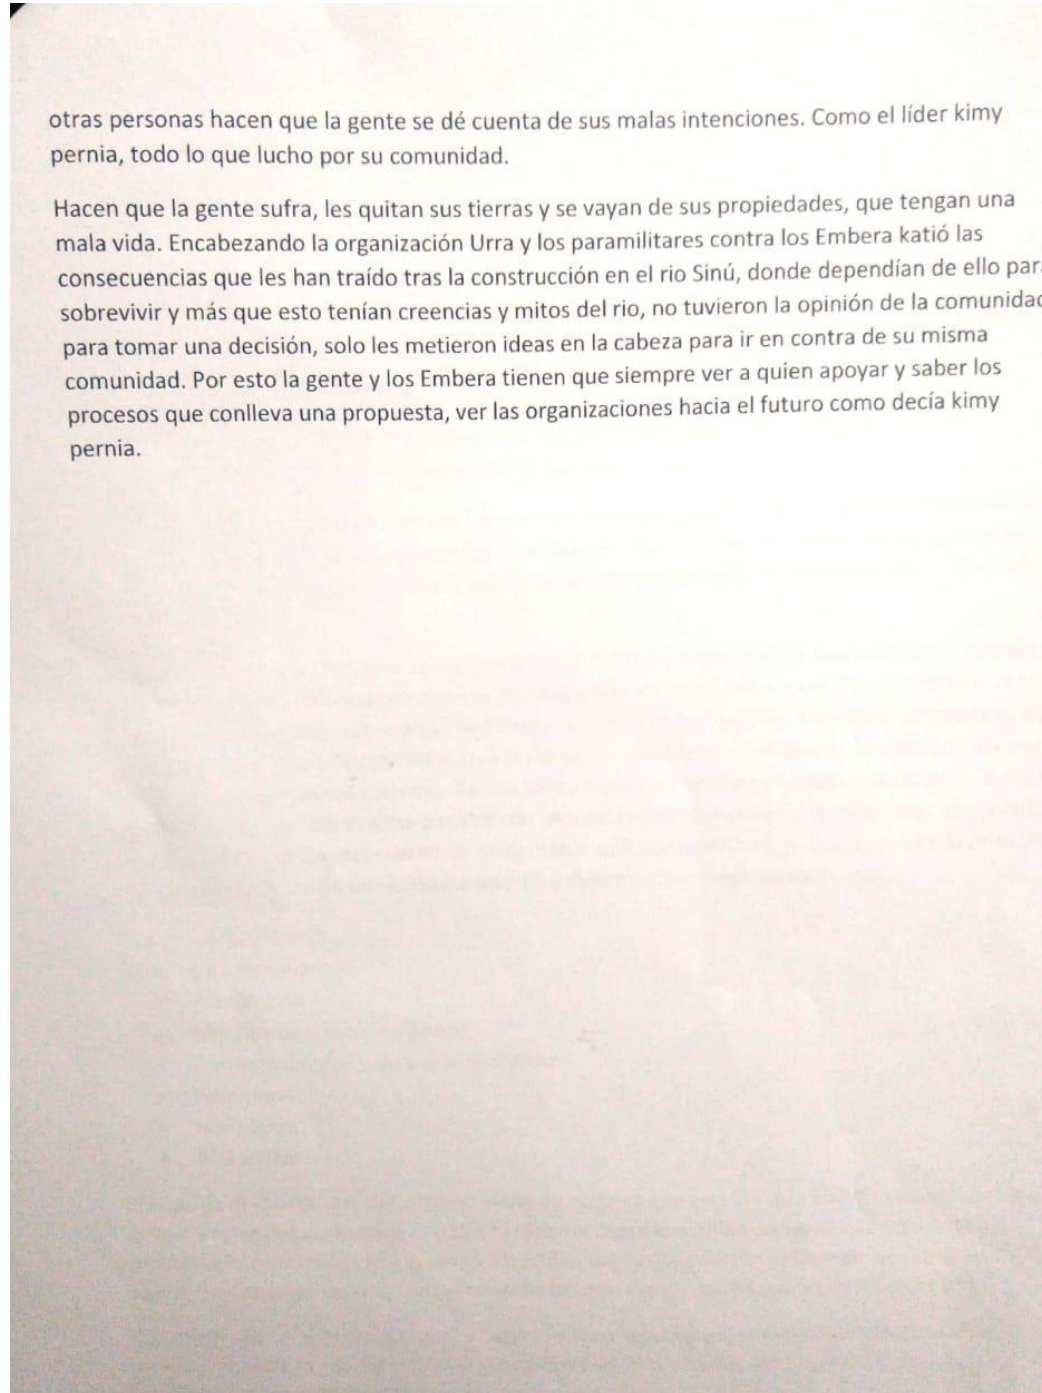 otras personas hacen que la gente se dé cuenta de sus malas intenciones. Como el líder kimy
pernia, todo lo que lucho por su comunidad.
Hacen que la gente sufra, les quitan sus tierras y se vayan de sus propiedades, que tengan una
mala vida. Encabezando la organización Urra y los paramilitares contra los Embera katió las
consecuencias que les han traído tras la construcción en el rio Sinú, donde dependían de ello par
sobrevivir y más que esto tenían creencias y mitos del rio, no tuvieron la opinión de la comunidad
para tomar una decisión, solo les metieron ideas en la cabeza para ir en contra de su misma
comunidad. Por esto la gente y los Embera tienen que siempre ver a quien apoyar y saber los
procesos que conlleva una propuesta, ver las organizaciones hacia el futuro como decía kimy
pernia.